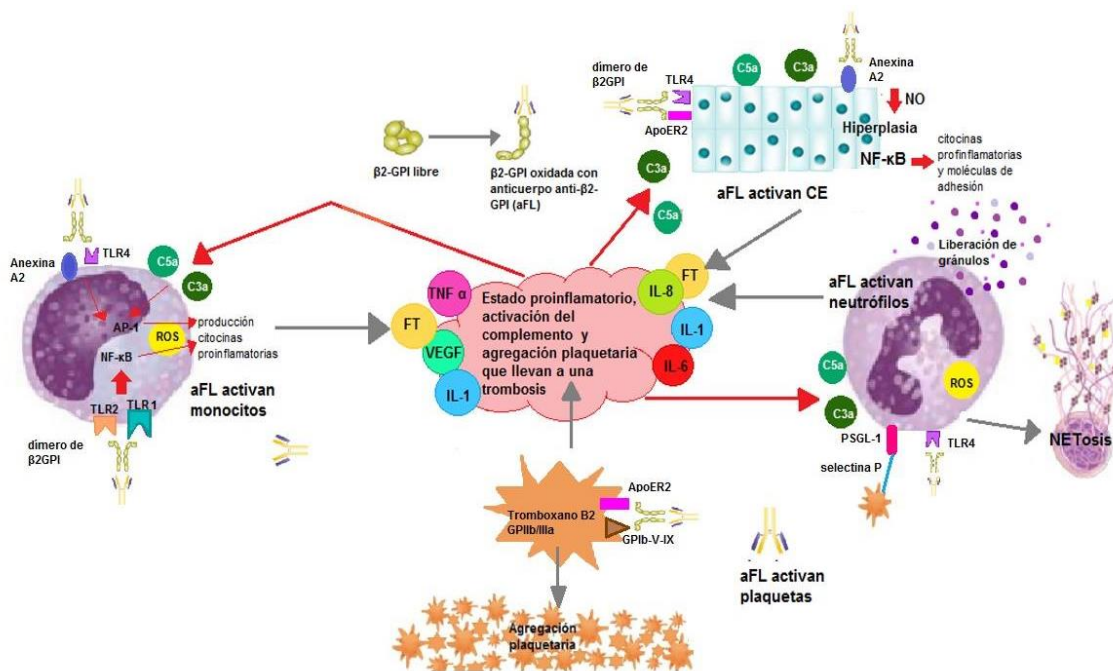 β2-GPI libre
β2-GPI oxidada con
anticuerpo anti-β2-
GPI (aFL)
dímero de
β2GPI
TLR4
ApoER2
C5a
C3a
Anexina
A2
NO
Hiperplasia
NF-κB
citocinas
profinflamatorias
y moléculas de
adhesión
aFL activan CE
C3a
C5a
Anexina
A2
TLR4
C5a
C3a
AP-1
ROS
NF-κB
producción
citocinas
proinflamatorias
aFL activan
monocitos
TLR2
TLR1
dímero de
β2GPI
TNF α
FT
VEGF
IL-1
Estado proinflamatorio,
activación del
complemento y
agregación plaquetaria
que llevan a una
trombosis
FT
IL-8
IL-1
IL-6
Liberación de
gránulos
aFL activan
neutrófilos
C5a
C3a
ROS
PSGL-1
TLR4
selectina P
NETosis
ApoER2
Tromboxano B2
GPIIb/IIIa
GPIb-V-IX
aFL activan
plaquetas
Agregación
plaquetaria